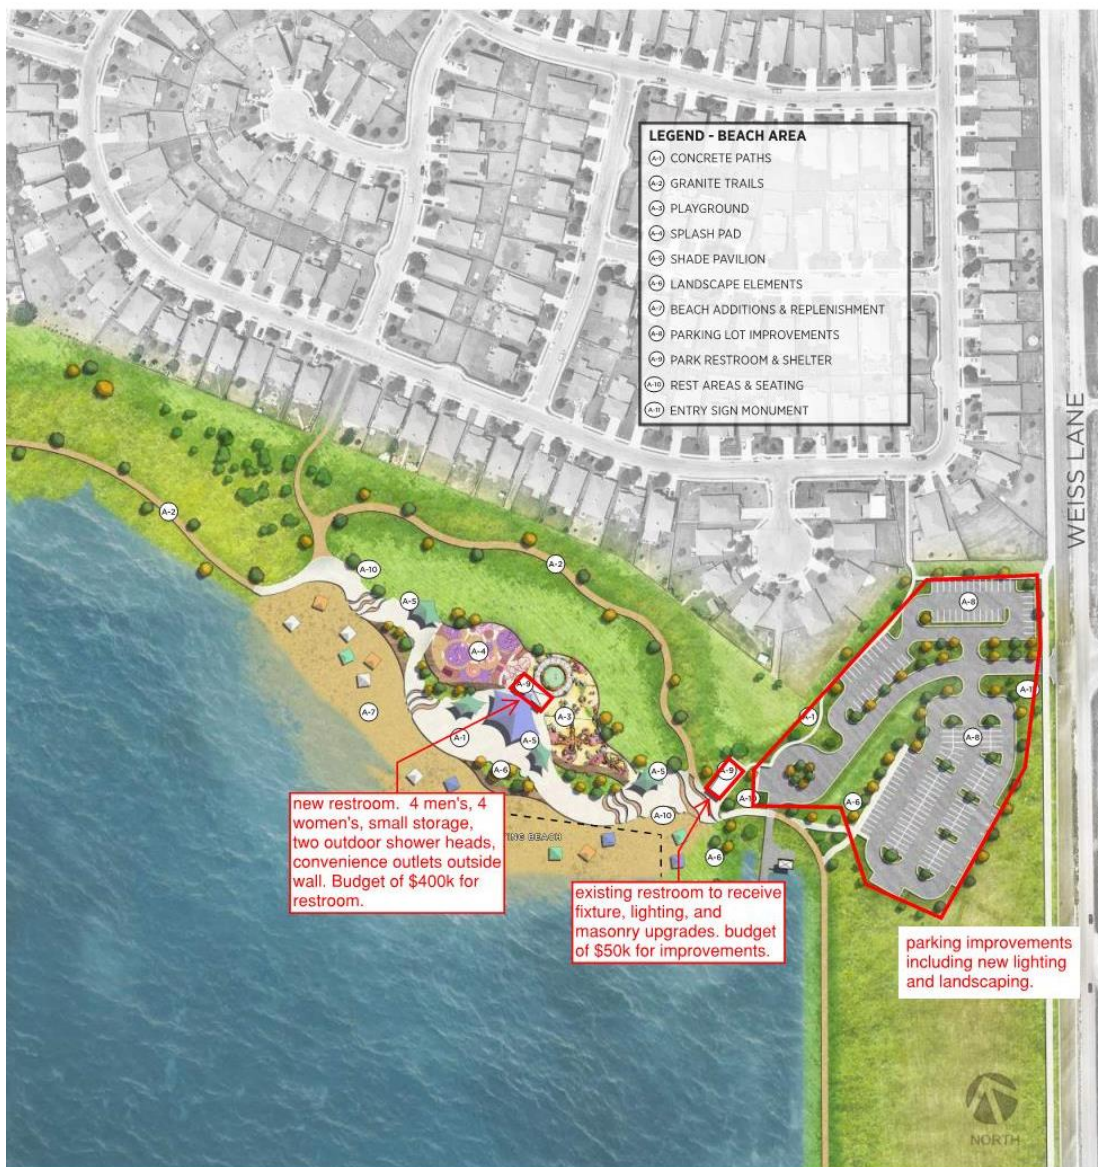 LEGEND - BEACH AREA
A-1 CONCRETE PATHS
A-2 GRANITE TRAILS
A-3 PLAYGROUND
A-4 SPLASH PAD
A-5 SHADE PAVILION
A-6 LANDSCAPE ELEMENTS
A-7 BEACH ADDITIONS & REPLENISHMENT
A-8 PARKING LOT IMPROVEMENTS
A-9 PARK RESTROOM & SHELTER
A-10 REST AREAS & SEATING
A-11 ENTRY SIGN MONUMENT
WEISS LANE
A-2
A-2
A-10
A-5
A-8
A-4
A-9
A-7
A-3
A-1
A-1
A-5
A-8
A-6
A-5
A-9
A-10
A-6
A-10
BEACH
A-6
new restroom. 4 men's, 4
women's, small storage,
two outdoor shower heads,
convenience outlets outside
wall. Budget of $400k for
restroom.
existing restroom to receive
fixture, lighting, and
masonry upgrades. budget
of $50k for improvements.
parking improvements
including new lighting
and landscaping.
NORTH